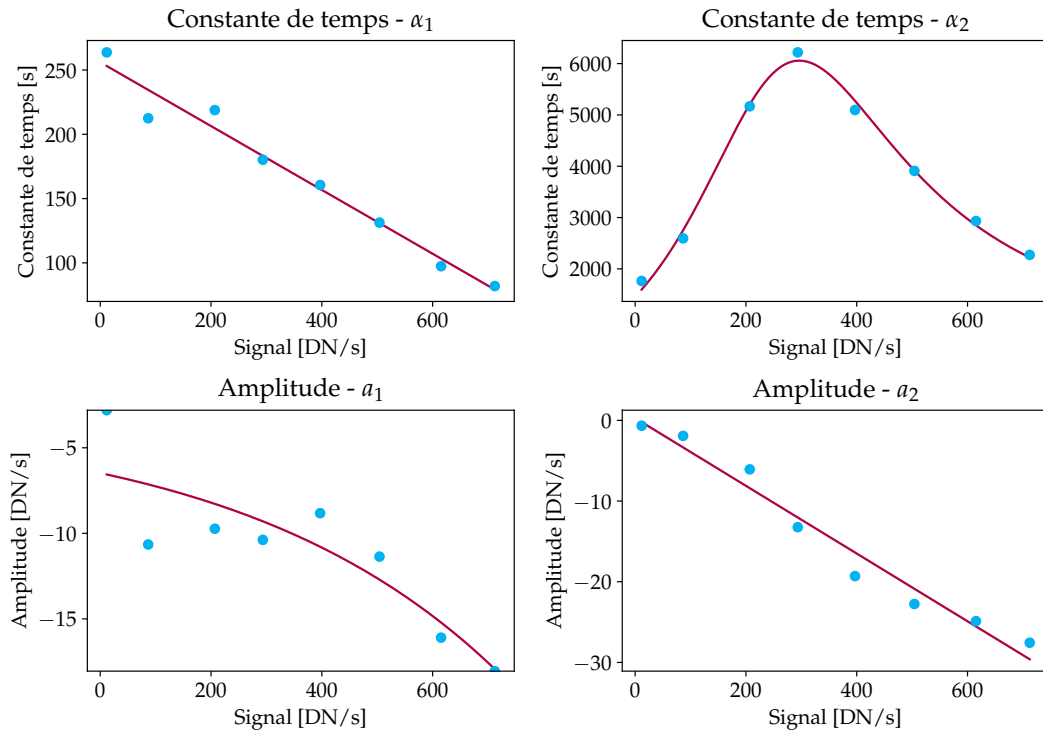 Constante de temps - α₁
Constante de temps [s]
250
200
150
100
0 200 400 600
Signal [DN/s]
Constante de temps - α₂
Constante de temps [s]
6000
5000
4000
3000
2000
0 200 400 600
Signal [DN/s]
Amplitude - a₁
Amplitude [DN/s]
−5
−10
−15
0 200 400 600
Signal [DN/s]
Amplitude - a₂
Amplitude [DN/s]
0
−10
−20
−30
0 200 400 600
Signal [DN/s]